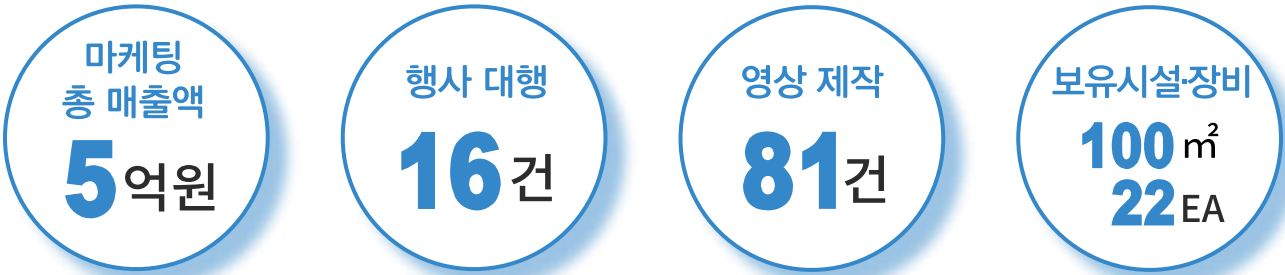 마케팅
총 매출액
5억원
행사 대행
16건
영상 제작
81건
보유시설·장비
100㎡
22EA